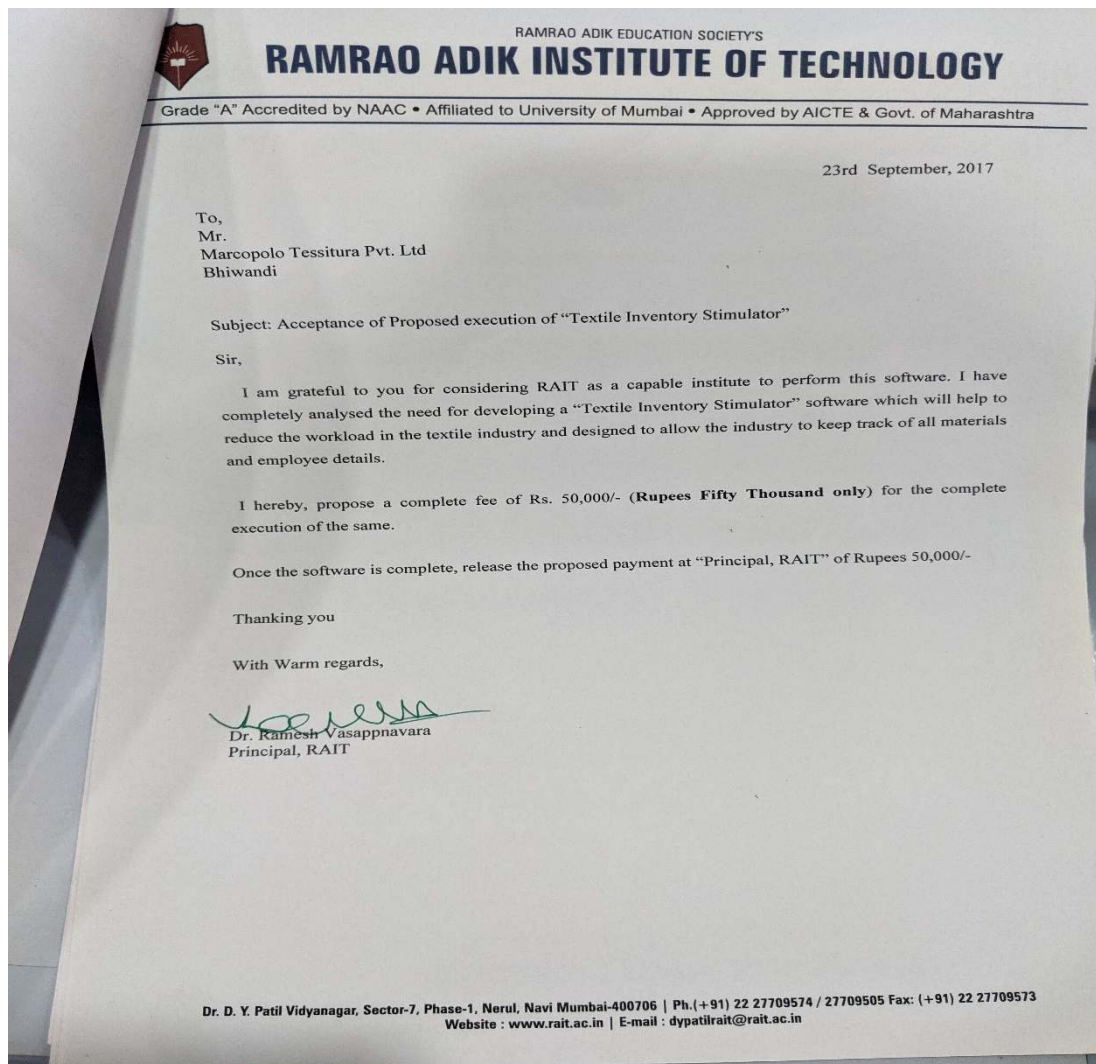 RAMRAO ADIK EDUCATION SOCIETY'S
RAMRAO ADIK INSTITUTE OF TECHNOLOGY
Grade "A" Accredited by NAAC • Affiliated to University of Mumbai • Approved by AICTE & Govt. of Maharashtra
23rd September, 2017
To,
Mr.
Marcopolo Tessitura Pvt. Ltd
Bhiwandi
Subject: Acceptance of Proposed execution of “Textile Inventory Stimulator”
Sir,
I am grateful to you for considering RAIT as a capable institute to perform this software. I have
completely analysed the need for developing a “Textile Inventory Stimulator” software which will help to
reduce the workload in the textile industry and designed to allow the industry to keep track of all materials
and employee details.
I hereby, propose a complete fee of Rs. 50,000/- (Rupees Fifty Thousand only) for the complete
execution of the same.
Once the software is complete, release the proposed payment at “Principal, RAIT” of Rupees 50,000/-
Thanking you
With Warm regards,
Dr. Ramesh Vasappnavara
Principal, RAIT
Dr. D. Y. Patil Vidyanagar, Sector-7, Phase-1, Nerul, Navi Mumbai-400706 | Ph.(+91) 22 27709574 / 27709505 Fax: (+91) 22 27709573
Website : www.rait.ac.in | E-mail : dypatilrait@rait.ac.in